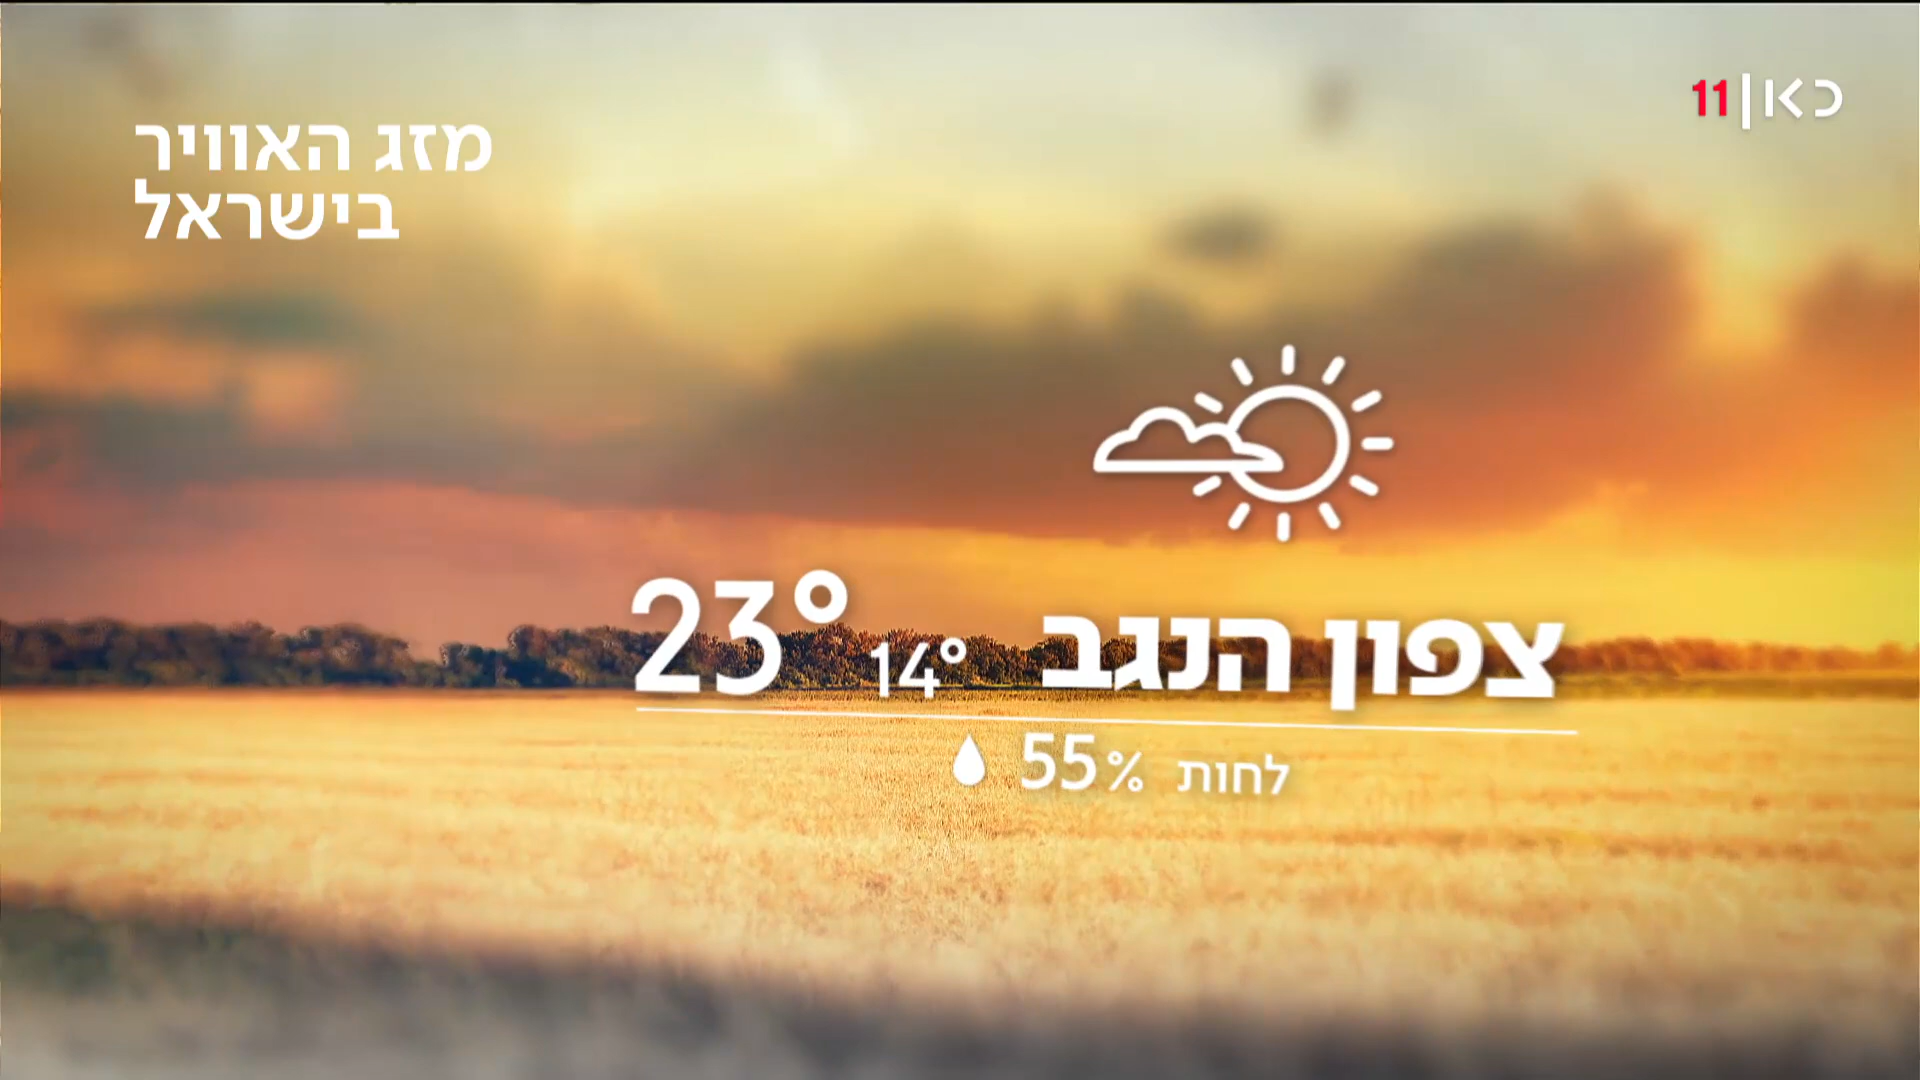 כאן | 11
מזג האוויר
בישראל
צפון הנגב 14° 23°
לחות 55%